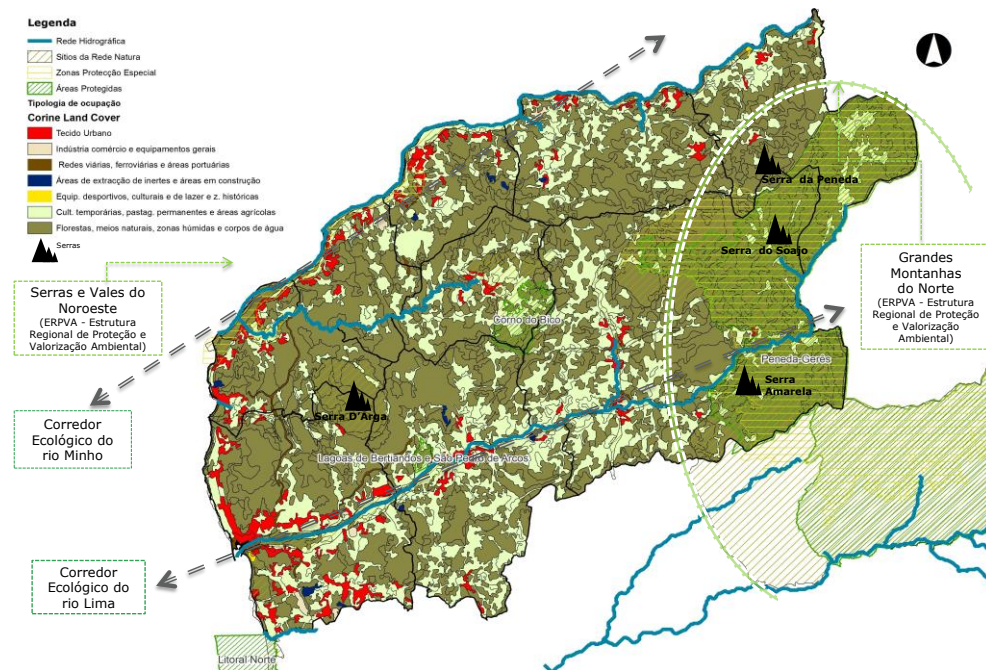 Legenda
Rede Hidrográfica
Sítios da Rede Natura
Zonas Protecção Especial
Áreas Protegidas
Tipologia de ocupação
Corine Land Cover
Tecido Urbano
Indústria comércio e equipamentos gerais
Redes viárias, ferroviárias e áreas portuárias
Áreas de extracção de inertes e áreas em construção
Equip. desportivos, culturais e de lazer e z. históricas
Cult. temporárias, pastag. permanentes e áreas agrícolas
Florestas, meios naturais, zonas húmidas e corpos de água
Serras
Serras e Vales do
Noroeste
(ERPVA - Estrutura
Regional de Proteção e
Valorização Ambiental)
Corredor
Ecológico do
rio Minho
Corredor
Ecológico do
rio Lima
Serra da Peneda
Serra do Soajo
Grandes
Montanhas
do Norte
(ERPVA - Estrutura
Regional de Proteção
e Valorização
Ambiental)
Corno do Bico
Peneda-Gerês
Serra
Amarela
Serra D'Arga
Lagoas de Bertiandos e São Pedro de Arcos
Litoral Norte